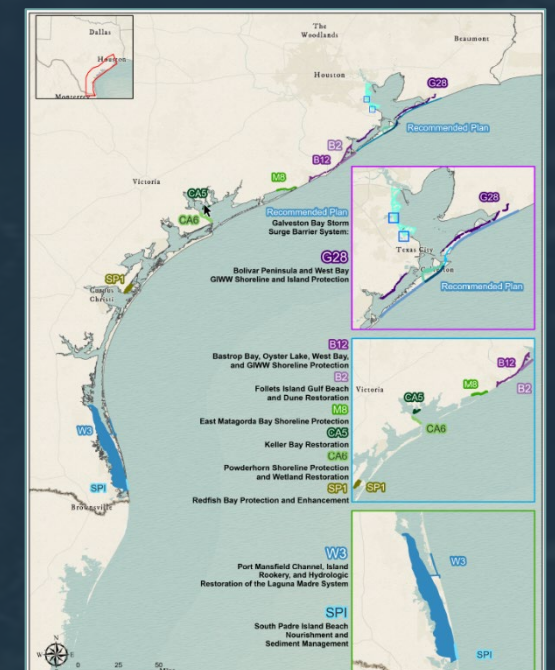 Dallas
Houston
Monterrey
The
Woodlands
Beaumont
Houston
G28
Recommended Plan
B2
B12
M8
Victoria
CA5
CA6
Recommended Plan
Galveston Bay Storm
Surge Barrier System:
G28
Bolivar Peninsula and West Bay
GIWW Shoreline and Island Protection
G28
Texas City
Galveston
Recommended Plan
SP1
Corpus
Christi
B12
Bastrop Bay, Oyster Lake, West Bay,
and GIWW Shoreline Protection
B2
Follets Island Gulf Beach
and Dune Restoration
M8
East Matagorda Bay Shoreline Protection
CA5
Keller Bay Restoration
CA6
Powderhorn Shoreline Protection
and Wetland Restoration
SP1
Redfish Bay Protection and Enhancement
B12
Victoria
M8
B2
CA5
CA6
SP1
W3
SPI
Brownsville
W3
Port Mansfield Channel, Island
Rookery, and Hydrologic
Restoration of the Laguna Madre System
SPI
South Padre Island Beach
Nourishment and
Sediment Management
W3
SPI
N
W
E
0 25 50